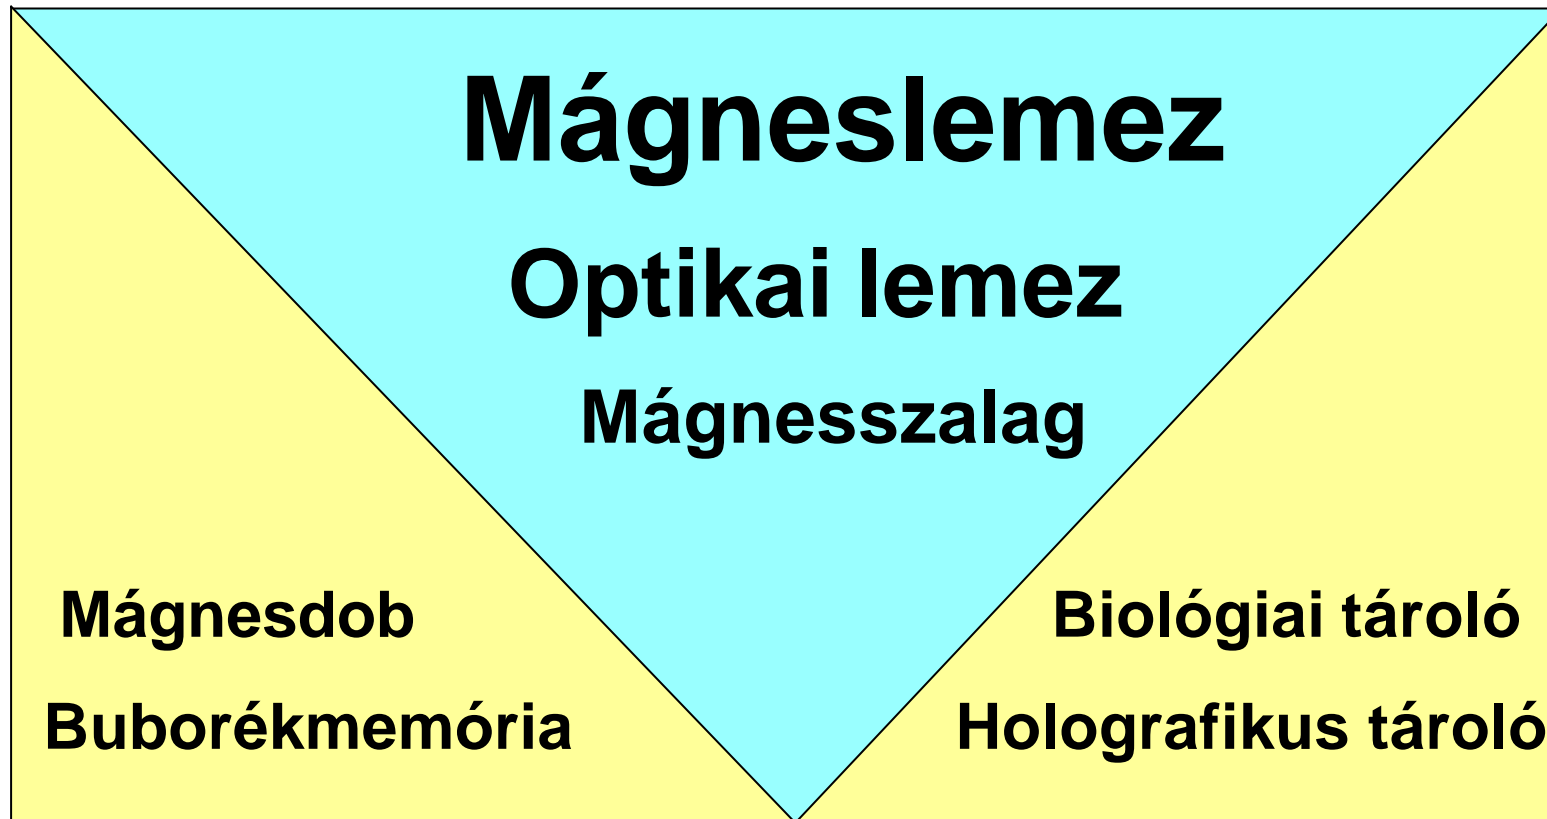 Mágneslemez
Optikai lemez
Mágnesszalag
Mágnesdob
Buborékmemória
Biológiai tároló
Holografikus tároló